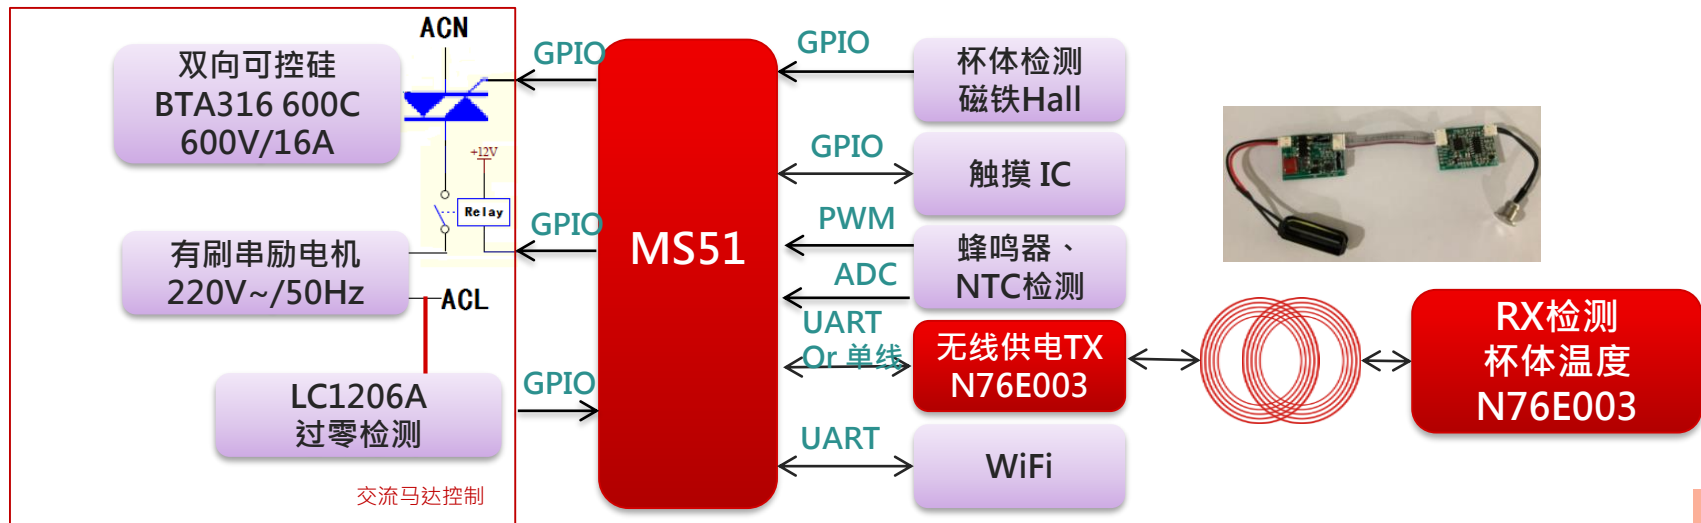 ACN
双向可控硅
BTA316 600C
600V/16A
GPIO
+12V
Relay
GPIO
有刷串励电机
220V~/50Hz
ACL
LC1206A
过零检测
GPIO
交流马达控制
MS51
GPIO
杯体检测
磁铁Hall
GPIO
触摸 IC
PWM
ADC
蜂鸣器、
NTC检测
UART
Or 单线
无线供电TX
N76E003
UART
WiFi
RX检测
杯体温度
N76E003